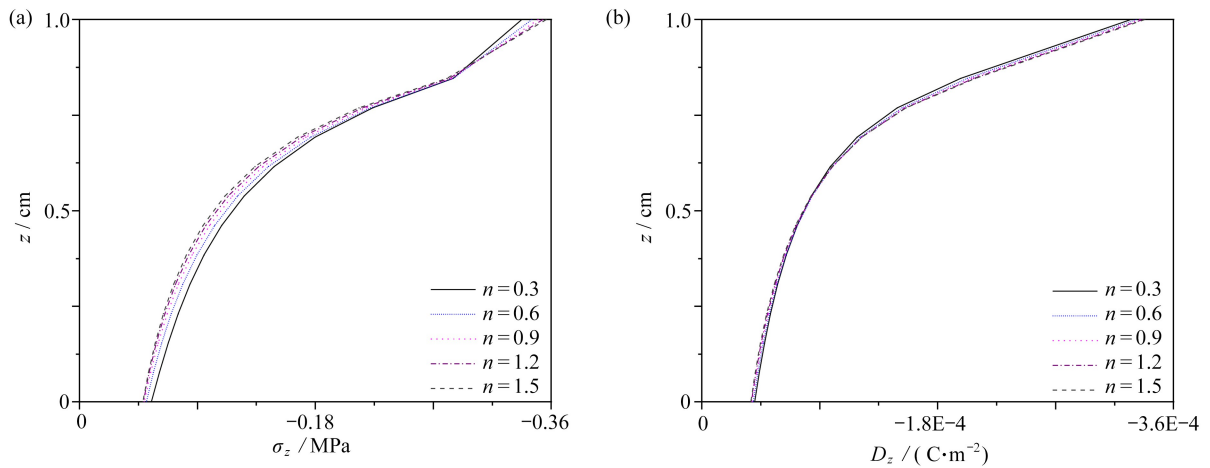 (a)
1.0
0.5
0
z / cm
n = 0.3
n = 0.6
n = 0.9
n = 1.2
n = 1.5
0
−0.18
−0.36
σz / MPa
(b)
1.0
0.5
0
z / cm
n = 0.3
n = 0.6
n = 0.9
n = 1.2
n = 1.5
0
−1.8E−4
−3.6E−4
Dz / ( C·m−2)